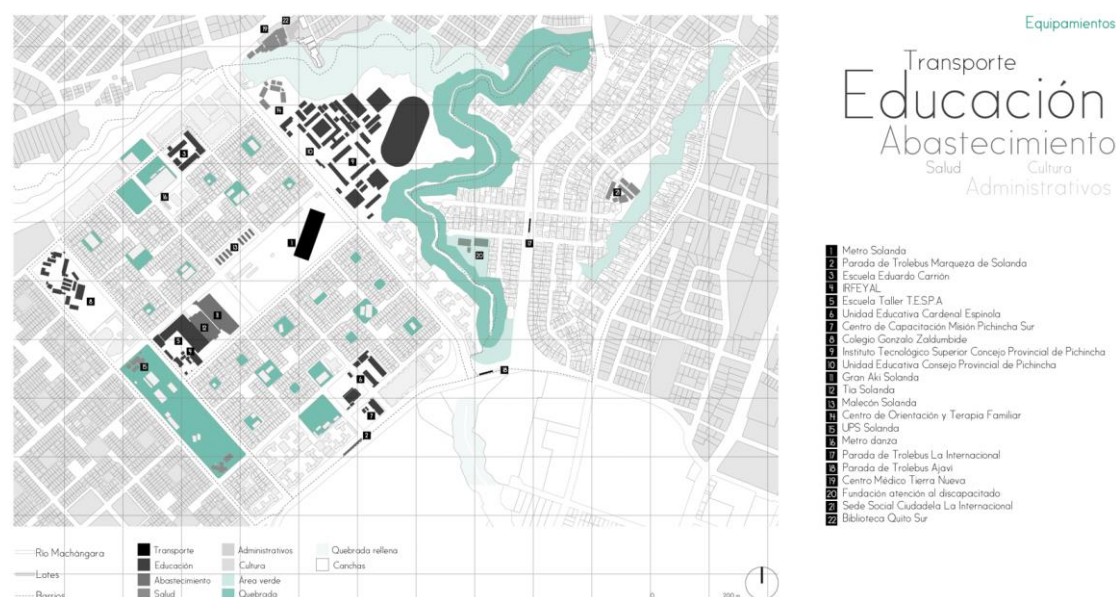 Equipamientos
Transporte
Educación
Abastecimiento
Salud Cultura
Administrativos
1 Metro Solanda
2 Parada de Trolebus Marqueza de Solanda
3 Escuela Eduardo Carrión
4 IRFEYAL
5 Escuela Taller T.E.S.P.A
6 Unidad Educativa Cardenal Espinola
7 Centro de Capacitación Misión Pichincha Sur
8 Colegio Gonzalo Zaldumbide
9 Instituto Tecnológico Superior Concejo Provincial de Pichincha
10 Unidad Educativa Consejo Provincial de Pichincha
11 Gran Aki Solanda
12 Tia Solanda
13 Malecón Solanda
14 Centro de Orientación y Terapia Familiar
15 UPS Solanda
16 Metro danza
17 Parada de Trolebus La Internacional
18 Parada de Trolebus Ajavi
19 Centro Médico Tierra Nueva
20 Fundación atención al discapacitado
21 Sede Social Ciudadela La Internacional
22 Biblioteca Quito Sur
Río Machángara
Lotes
Barrios
Transporte
Educación
Abastecimiento
Salud
Administrativos
Cultura
Área verde
Quebrada
Quebrada rellena
Canchas